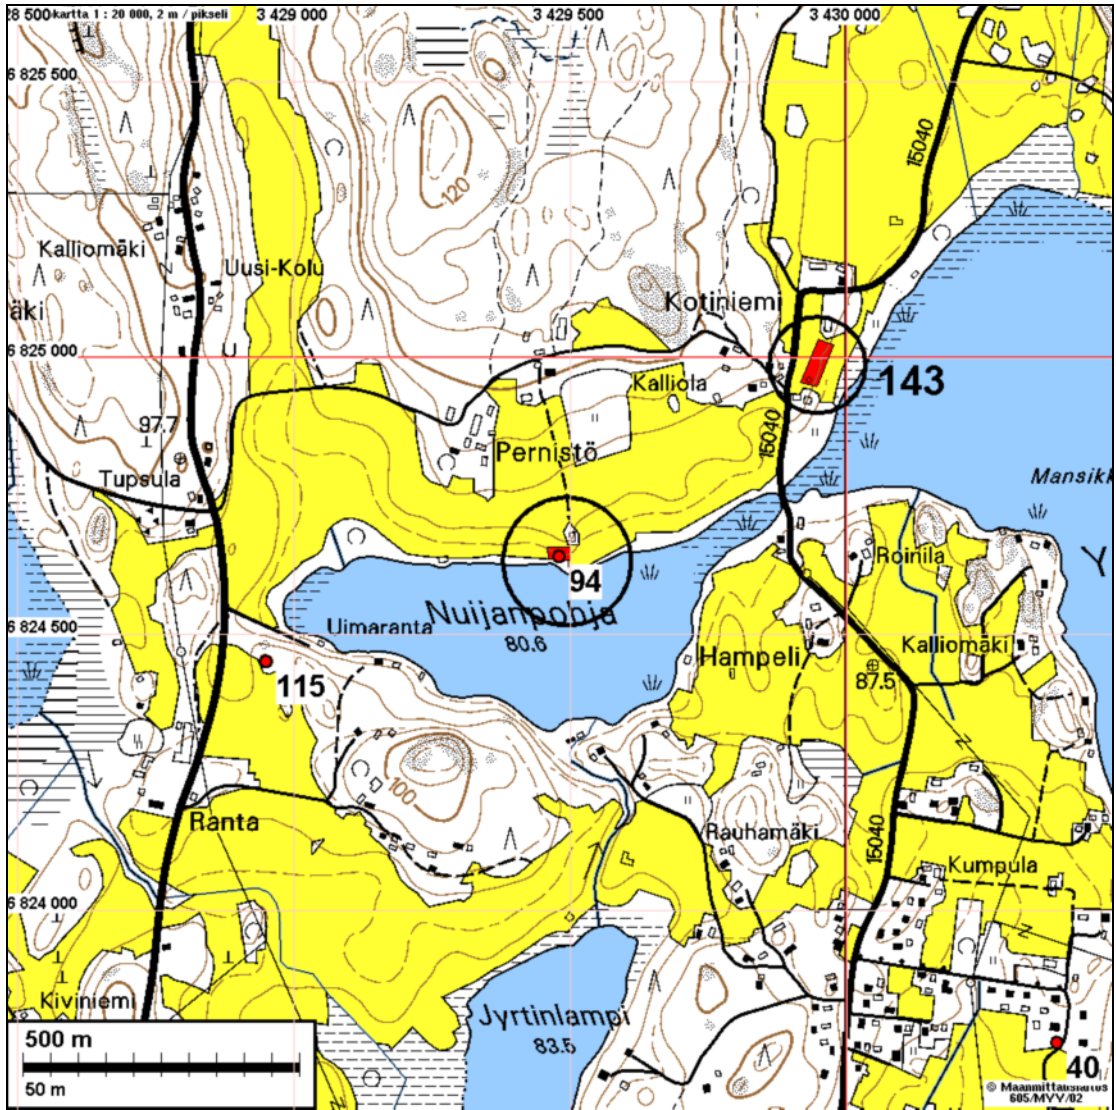 28 500
kartta 1 : 20 000, 2 m / pikseli
3 429 000
3 429 500
3 430 000
6 825 500
15040
120
Kalliomäki
Uusi-Kolu
äki
Kotiniemi
6 825 000
Kalliola
143
97.7
15040
Pernistö
Tupsula
Mansikk
Roinila
Y
94
Nuijanpohja
Uimaranta
80.6
6 824 500
Hampeli
Kalliomäki
87.5
115
100
Ranta
Rauhamäki
15040
Kumpula
6 824 000
Kiviniemi
Jyrtinlampi
83.5
500 m
50 m
40
© Maanmittauslaitos
605/MYY/02